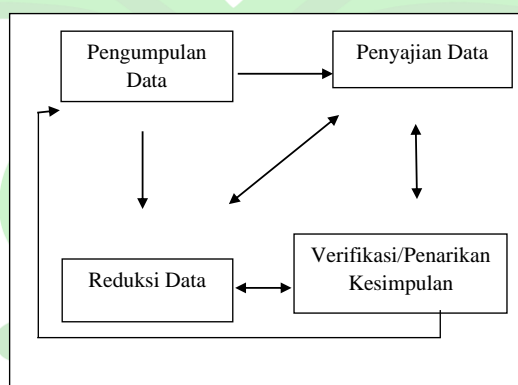 Pengumpulan
Data
Penyajian Data
Reduksi Data
Verifikasi/Penarikan
Kesimpulan